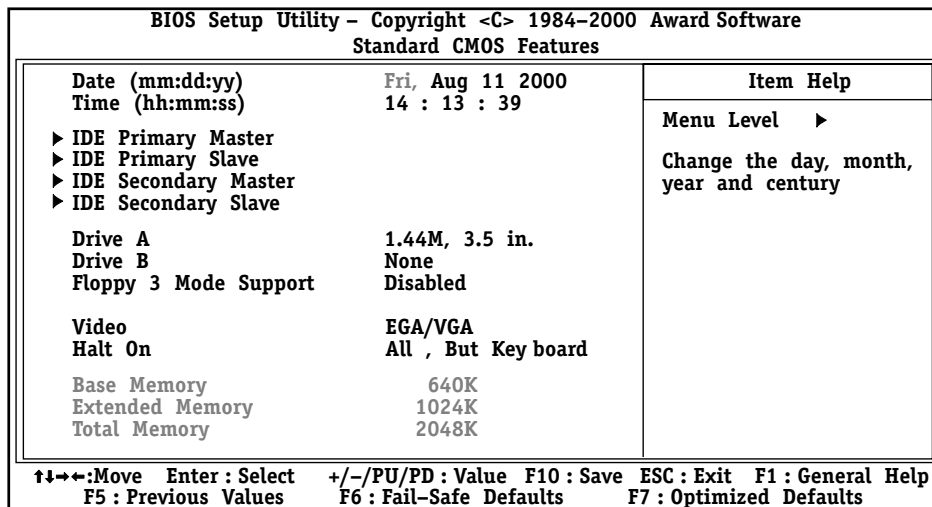 BIOS Setup Utility – Copyright <C> 1984–2000 Award Software
Standard CMOS Features
Date (mm:dd:yy) Fri, Aug 11 2000
Time (hh:mm:ss) 14 : 13 : 39
▶ IDE Primary Master
▶ IDE Primary Slave
▶ IDE Secondary Master
▶ IDE Secondary Slave
Drive A 1.44M, 3.5 in.
Drive B None
Floppy 3 Mode Support Disabled
Video EGA/VGA
Halt On All , But Key board
Base Memory 640K
Extended Memory 1024K
Total Memory 2048K
Item Help
Menu Level ▶
Change the day, month,
year and century
↑↓→←:Move Enter : Select +/–/PU/PD : Value F10 : Save ESC : Exit F1 : General Help
F5 : Previous Values F6 : Fail–Safe Defaults F7 : Optimized Defaults